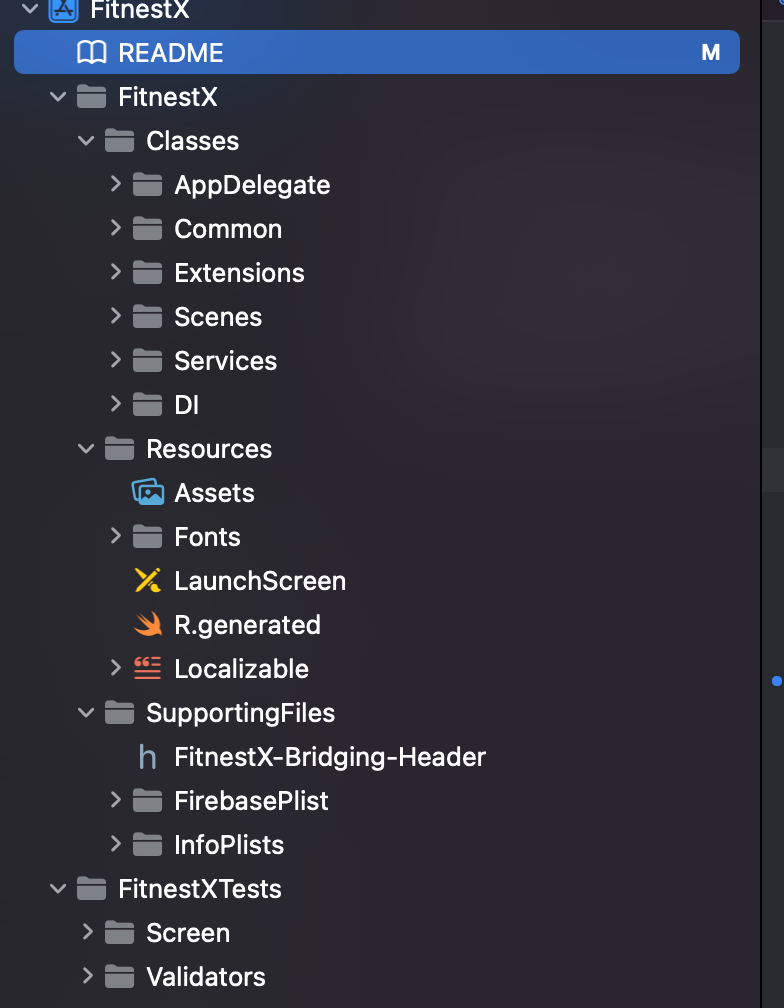 FitnestX
README M
FitnestX
Classes
AppDelegate
Common
Extensions
Scenes
Services
DI
Resources
Assets
Fonts
LaunchScreen
R.generated
Localizable
SupportingFiles
h FitnestX-Bridging-Header
FirebasePlist
InfoPlists
FitnestXTests
Screen
Validators